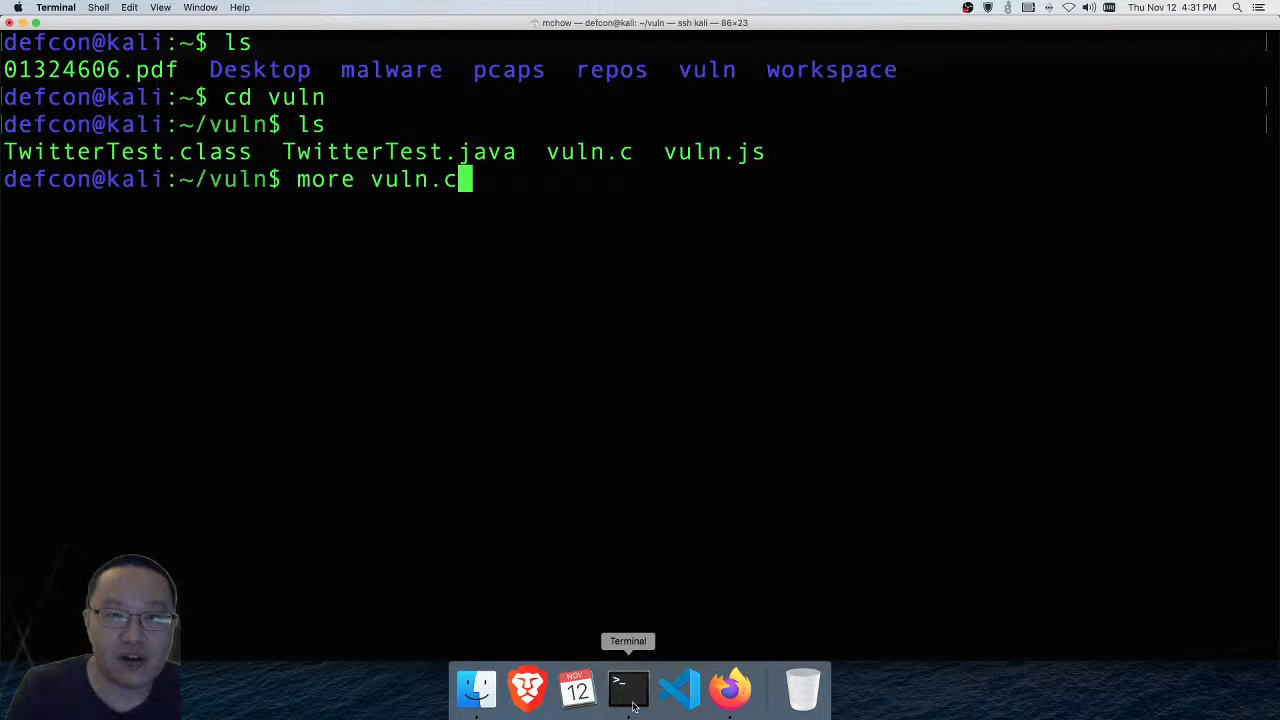 Terminal Shell Edit View Window Help
Thu Nov 12 4:31 PM
mchow — defcon@kali: ~/vuln — ssh kali — 86×23
defcon@kali:~$ ls
01324606.pdf Desktop malware pcaps repos vuln workspace
defcon@kali:~$ cd vuln
defcon@kali:~/vuln$ ls
TwitterTest.class TwitterTest.java vuln.c vuln.js
defcon@kali:~/vuln$ more vuln.c
Terminal
NOV
12
>_